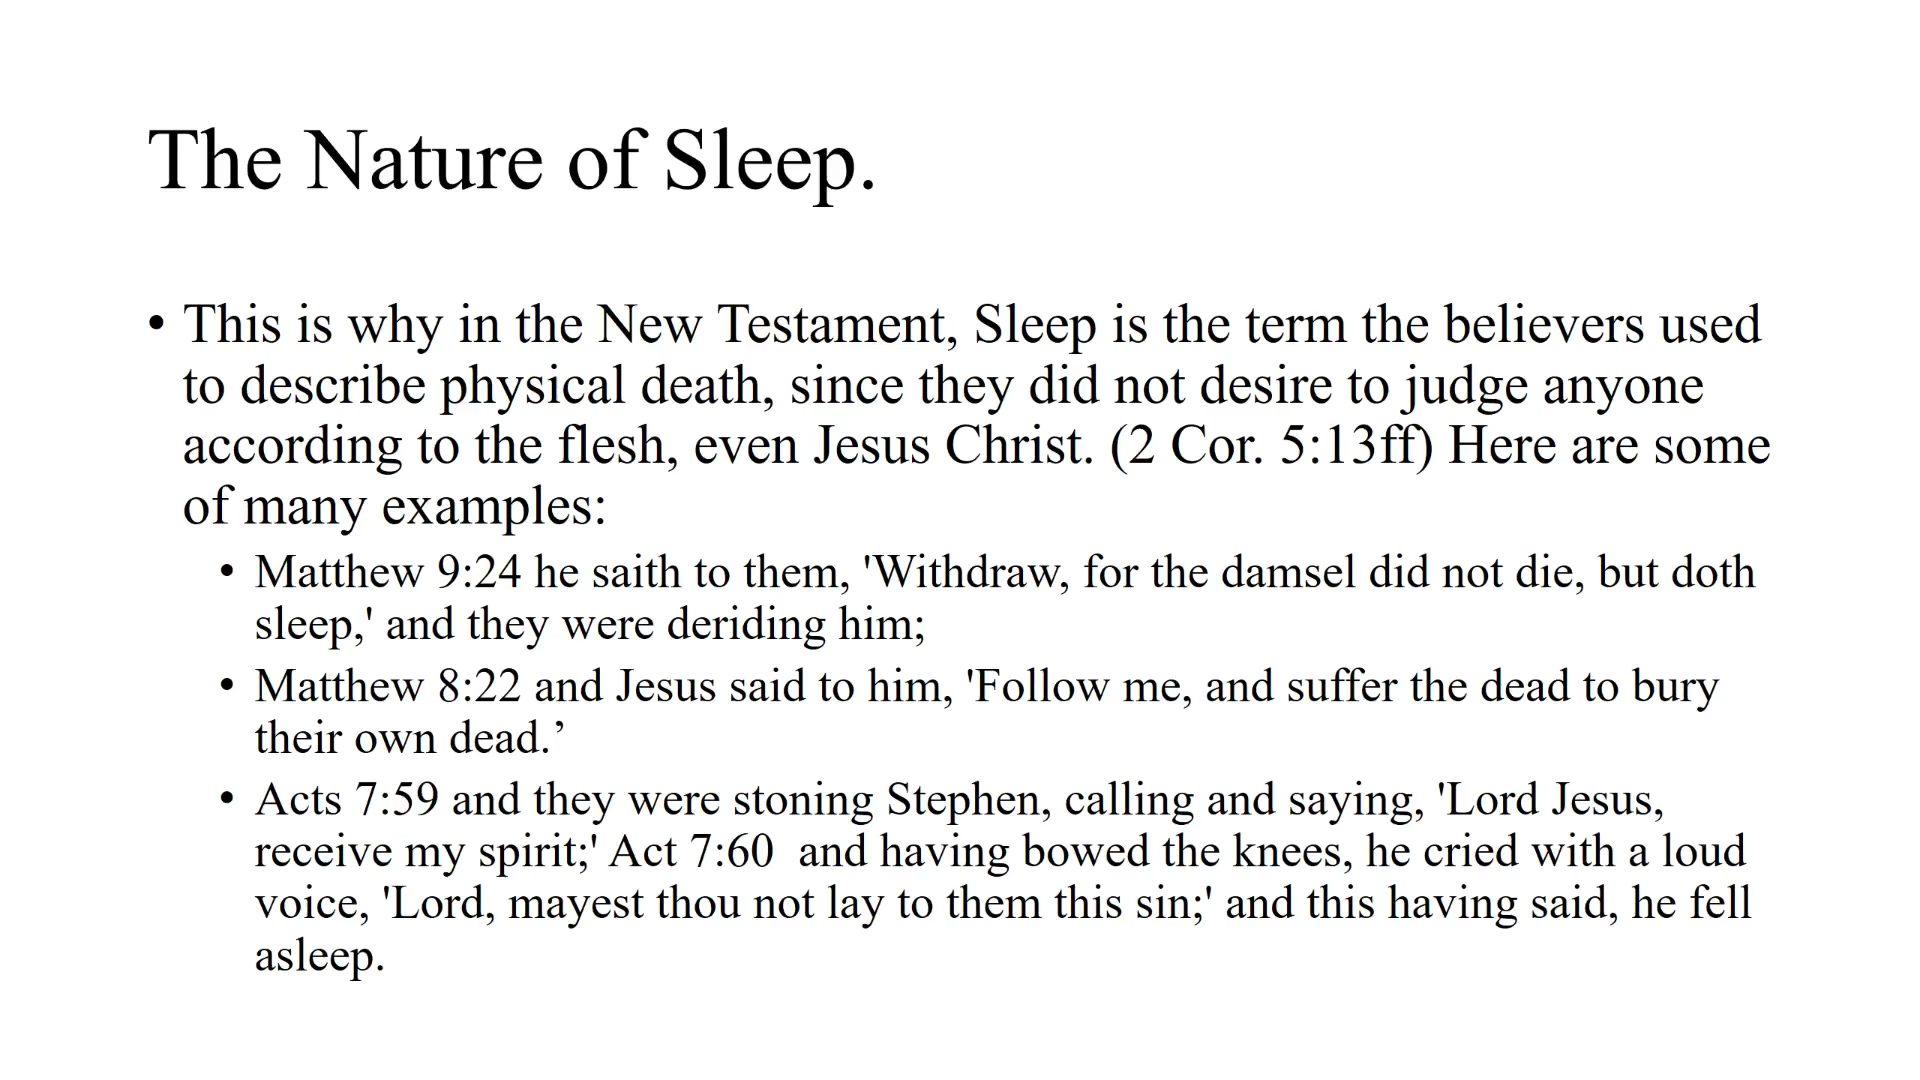 The Nature of Sleep.
• This is why in the New Testament, Sleep is the term the believers used
to describe physical death, since they did not desire to judge anyone
according to the flesh, even Jesus Christ. (2 Cor. 5:13ff) Here are some
of many examples:
• Matthew 9:24 he saith to them, 'Withdraw, for the damsel did not die, but doth
sleep,' and they were deriding him;
• Matthew 8:22 and Jesus said to him, 'Follow me, and suffer the dead to bury
their own dead.’
• Acts 7:59 and they were stoning Stephen, calling and saying, 'Lord Jesus,
receive my spirit;' Act 7:60  and having bowed the knees, he cried with a loud
voice, 'Lord, mayest thou not lay to them this sin;' and this having said, he fell
asleep.